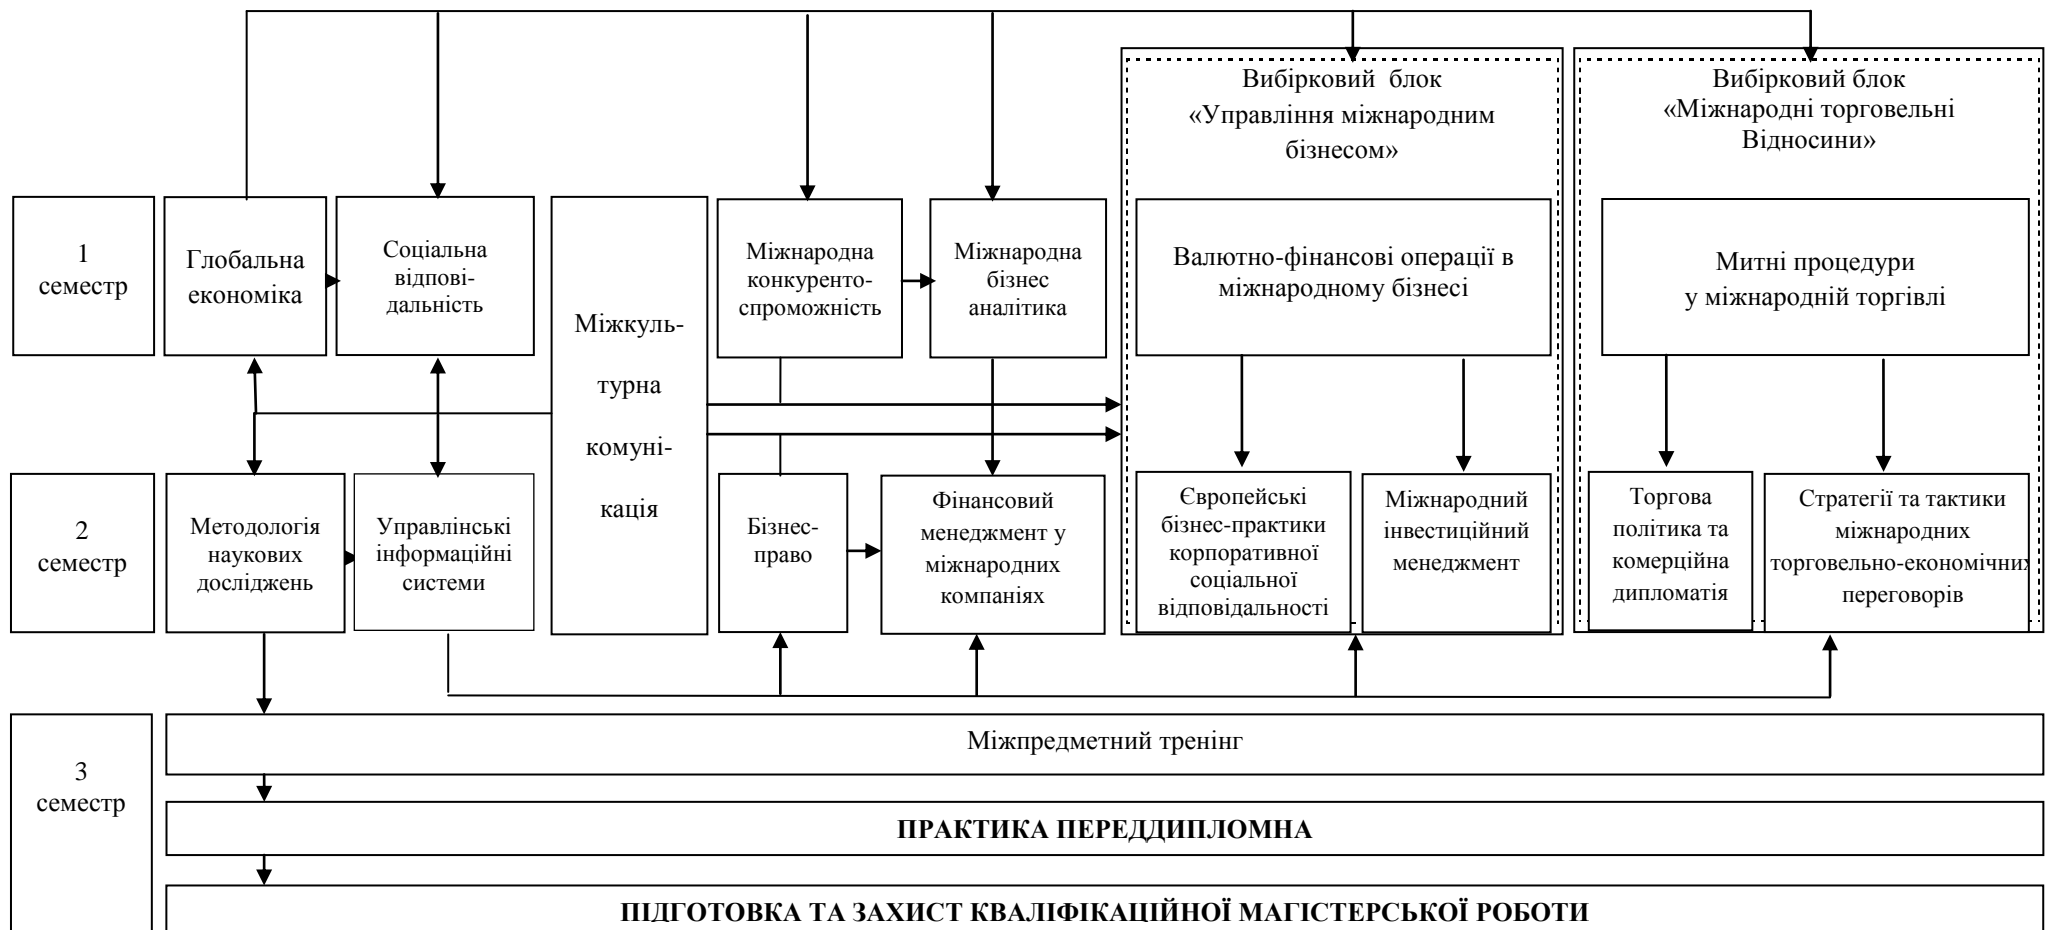 Вибірковий блок
«Управління міжнародним
бізнесом»
Вибірковий блок
«Міжнародні торговельні
Відносини»
1
семестр
Глобальна
економіка
Соціальна
відпові-
дальність
Міжкуль-
турна
комуні-
кація
Міжнародна
конкуренто-
спроможність
Міжнародна
бізнес
аналітика
Валютно-фінансові операції в
міжнародному бізнесі
Митні процедури
у міжнародній торгівлі
2
семестр
Методологія
наукових
досліджень
Управлінські
інформаційні
системи
Бізнес-
право
Фінансовий
менеджмент у
міжнародних
компаніях
Європейські
бізнес-практики
корпоративної
соціальної
відповідальності
Міжнародний
інвестиційний
менеджмент
Торгова
політика та
комерційна
дипломатія
Стратегії та тактики
міжнародних
торговельно-економічних
переговорів
3
семестр
Міжпредметний тренінг
ПРАКТИКА ПЕРЕДДИПЛОМНА
ПІДГОТОВКА ТА ЗАХИСТ КВАЛІФІКАЦІЙНОЇ МАГІСТЕРСЬКОЇ РОБОТИ